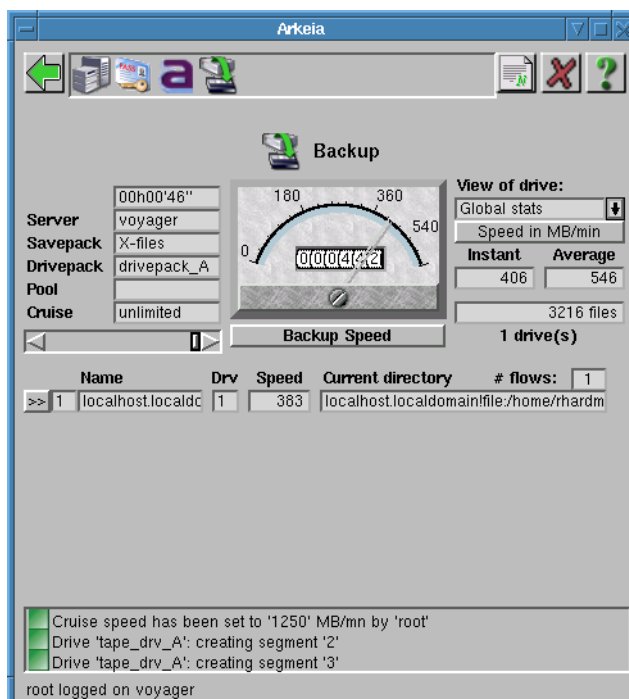 Arkeia
Backup
00h00'46"
Server voyager
Savepack X-files
Drivepack drivepack_A
Pool
Cruise unlimited
0 180 360 540
000442
Backup Speed
View of drive:
Global stats
Speed in MB/min
Instant Average
406 546
3216 files
1 drive(s)
Name Drv Speed Current directory # flows: 1
>> 1 localhost.localdc 1 383 localhost.localdomain!file:/home/rhardm
Cruise speed has been set to '1250' MB/mn by 'root'
Drive 'tape_drv_A': creating segment '2'
Drive 'tape_drv_A': creating segment '3'
root logged on voyager